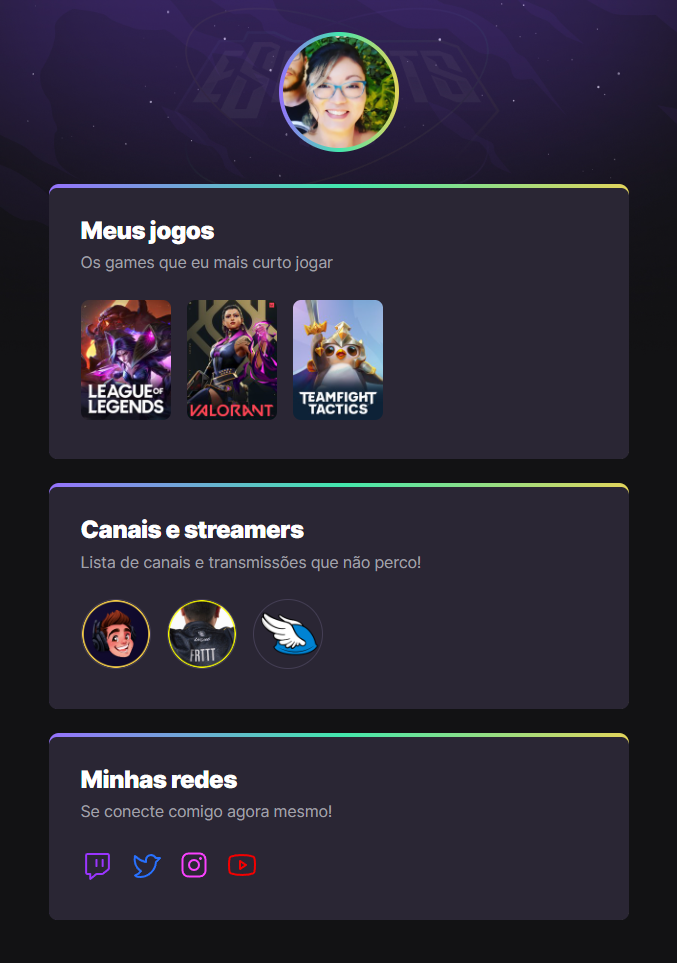 ESPORTS
Meus jogos
Os games que eu mais curto jogar
LEAGUE OF
LEGENDS
VALORANT
TEAMFIGHT
TACTICS
Canais e streamers
Lista de canais e transmissões que não perco!
FRTTT
Minhas redes
Se conecte comigo agora mesmo!